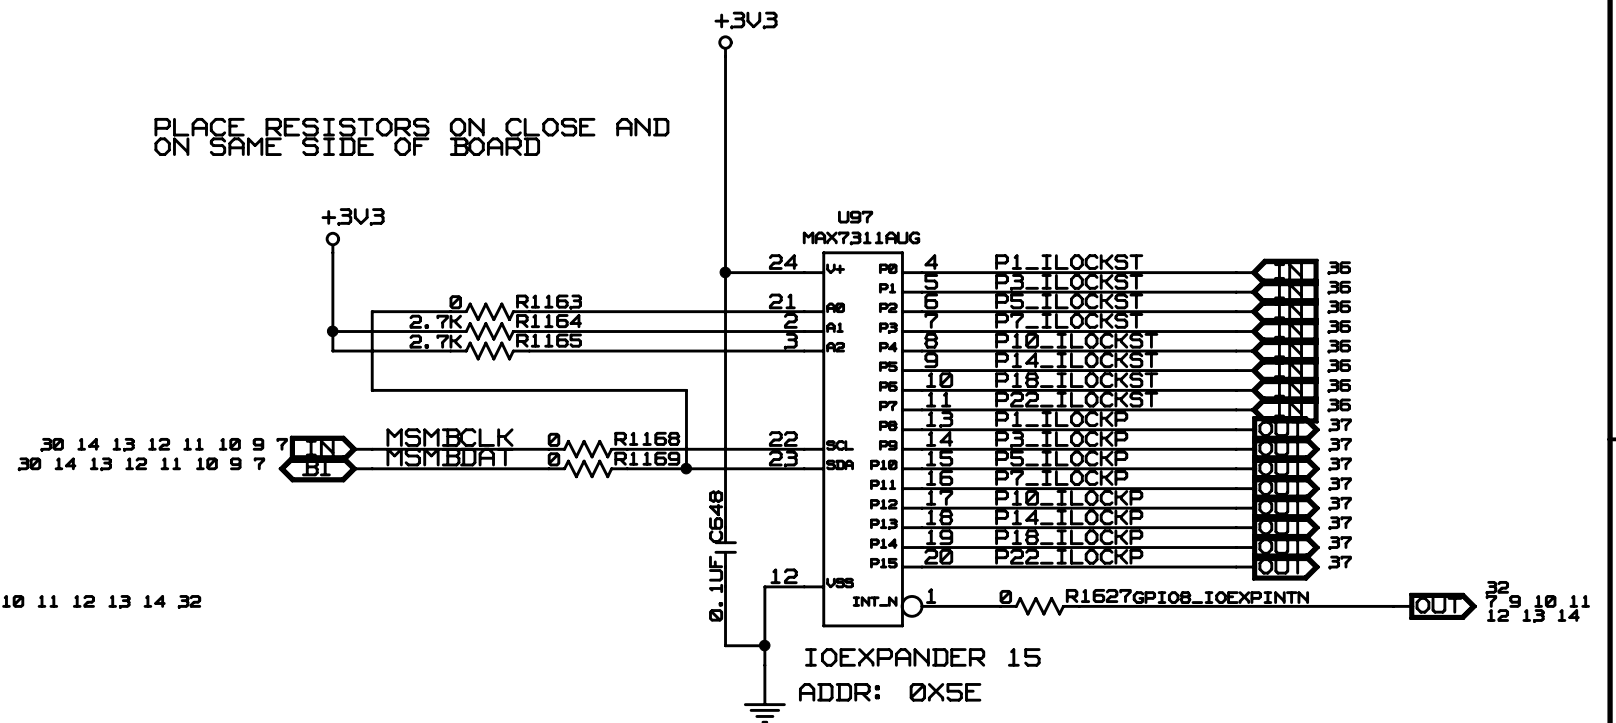 +3V3
PLACE RESISTORS ON CLOSE AND
ON SAME SIDE OF BOARD
+3V3
U97
MAX7311AUG
24 V+ P0 4 P1_ILOCKST IN 36
P1 5 P3_ILOCKST IN 36
0 R1163 21 A0 P2 6 P5_ILOCKST IN 36
2.7K R1164 2 A1 P3 7 P7_ILOCKST IN 36
2.7K R1165 3 A2 P4 8 P10_ILOCKST IN 36
P5 9 P14_ILOCKST IN 36
P6 10 P18_ILOCKST IN 36
P7 11 P22_ILOCKST IN 36
P8 13 P1_ILOCKP OUT 37
30 14 13 12 11 10 9 7 IN MSMBCLK 0 R1168 22 SCL P9 14 P3_ILOCKP OUT 37
30 14 13 12 11 10 9 7 BI MSMBDAT 0 R1169 23 SDA P10 15 P5_ILOCKP OUT 37
P11 16 P7_ILOCKP OUT 37
P12 17 P10_ILOCKP OUT 37
P13 18 P14_ILOCKP OUT 37
P14 19 P18_ILOCKP OUT 37
P15 20 P22_ILOCKP OUT 37
0.1UF C648
12 VSS
10 11 12 13 14 32
INT_N 1 0 R1627 GPIO8_IOEXPINTN OUT
32
7 9 10 11
12 13 14
IOEXPANDER 15
ADDR: 0X5E